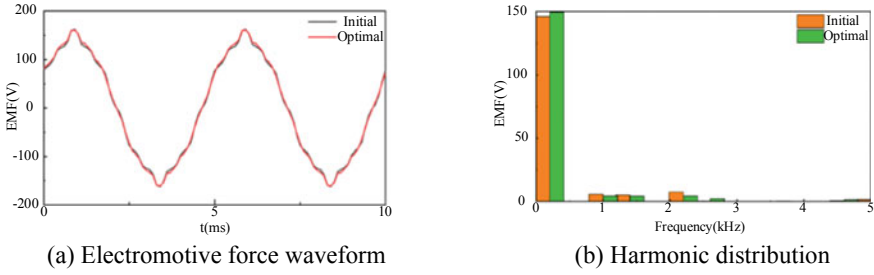 200
100
0
-100
-200
EMF(V)
Initial
Optimal
0
5
10
t(ms)
(a) Electromotive force waveform
150
100
50
0
EMF(V)
Initial
Optimal
0 1 2 3 4 5
Frequency(kHz)
(b) Harmonic distribution